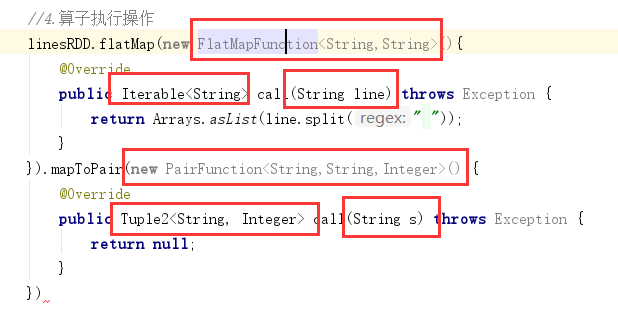 //4.算子执行操作
linesRDD.flatMap(new FlatMapFunction<String,String>(){
@Override
public Iterable<String> call(String line) throws Exception {
return Arrays.asList(line.split( regex: " "));
}
}).mapToPair(new PairFunction<String,String,Integer>() {
@Override
public Tuple2<String, Integer> call(String s) throws Exception {
return null;
}
})